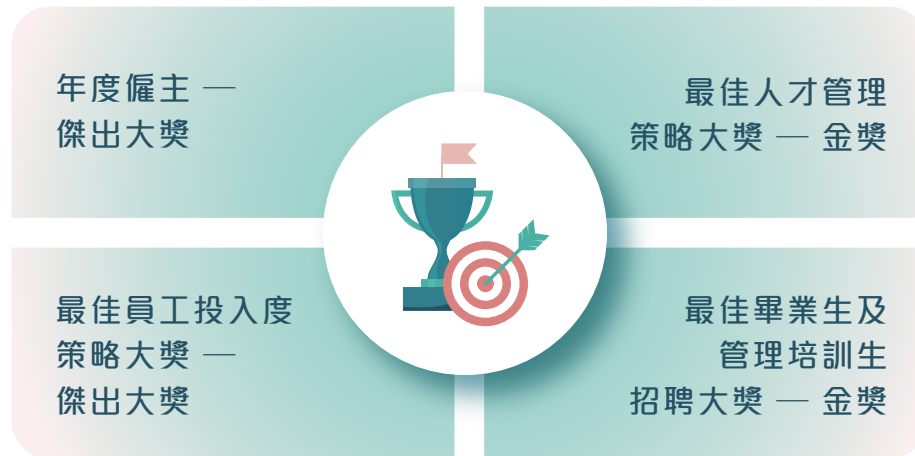 年度僱主 —
傑出大獎
最佳人才管理
策略大獎 — 金獎
最佳員工投入度
策略大獎 —
傑出大獎
最佳畢業生及
管理培訓生
招聘大獎 — 金獎